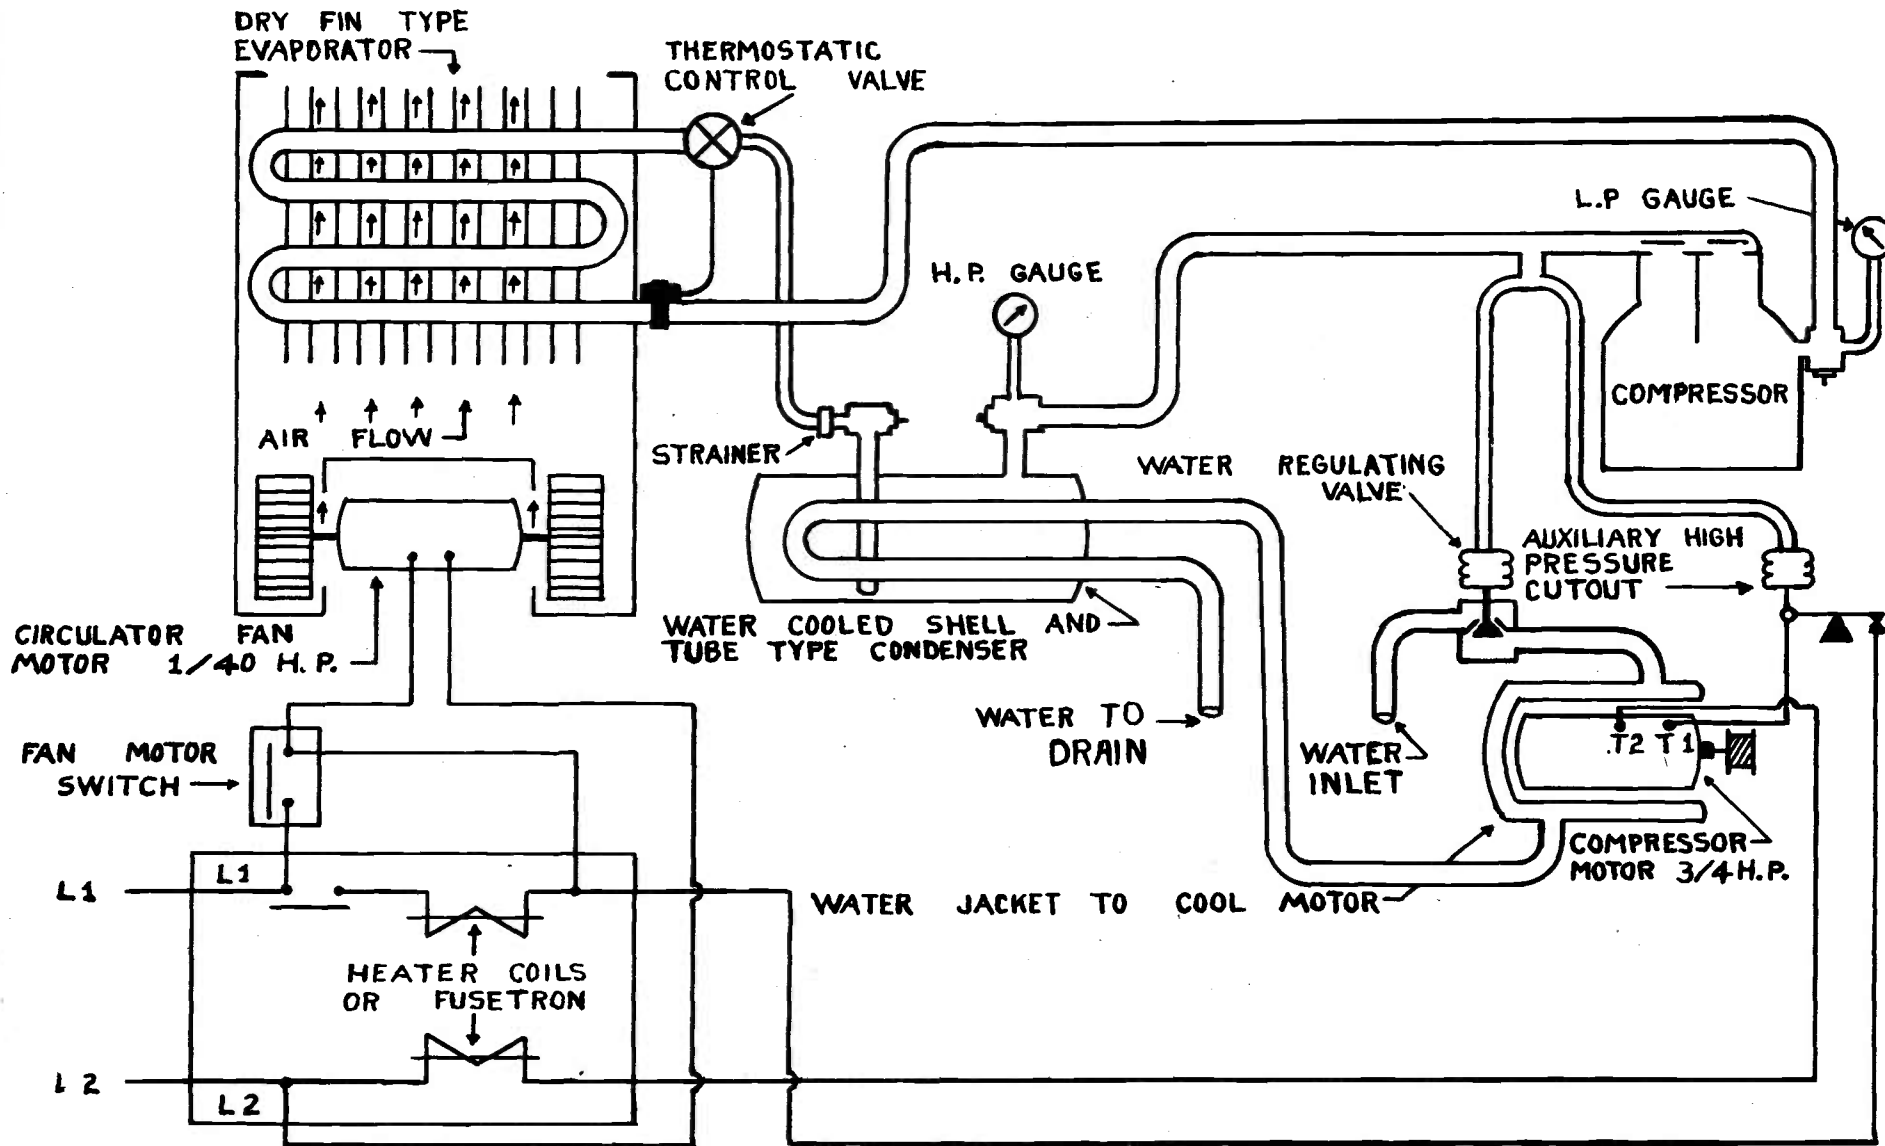 DRY FIN TYPE
EVAPORATOR
THERMOSTATIC
CONTROL VALVE
L.P GAUGE
H.P. GAUGE
COMPRESSOR
AIR FLOW
STRAINER
WATER REGULATING
VALVE
AUXILIARY HIGH
PRESSURE
CUTOUT
CIRCULATOR FAN
MOTOR 1/40 H.P.
WATER COOLED SHELL AND
TUBE TYPE CONDENSER
WATER TO
DRAIN
WATER
INLET
T2 T1
FAN MOTOR
SWITCH
COMPRESSOR
MOTOR 3/4 H.P.
L1
L1
WATER JACKET TO COOL MOTOR
HEATER COILS
OR FUSETRON
L2
L2